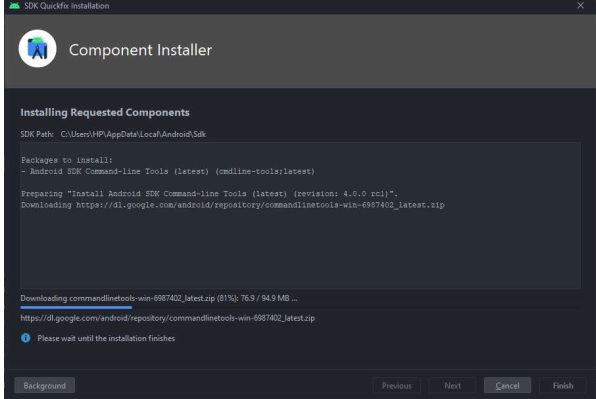 SDK Quickfix Installation
Component Installer
Installing Requested Components
SDK Path: C:\Users\HP\AppData\Local\Android\Sdk
Packages to install:
- Android SDK Command-line Tools (latest) (cmdline-tools;latest)
Preparing "Install Android SDK Command-line Tools (latest) (revision: 4.0.0 rc1)".
Downloading https://dl.google.com/android/repository/commandlinetools-win-6987402_latest.zip
Downloading commandlinetools-win-6987402_latest.zip (81%): 76.9 / 94.9 MB ...
https://dl.google.com/android/repository/commandlinetools-win-6987402_latest.zip
Please wait until the installation finishes
Background Previous Next Cancel Finish